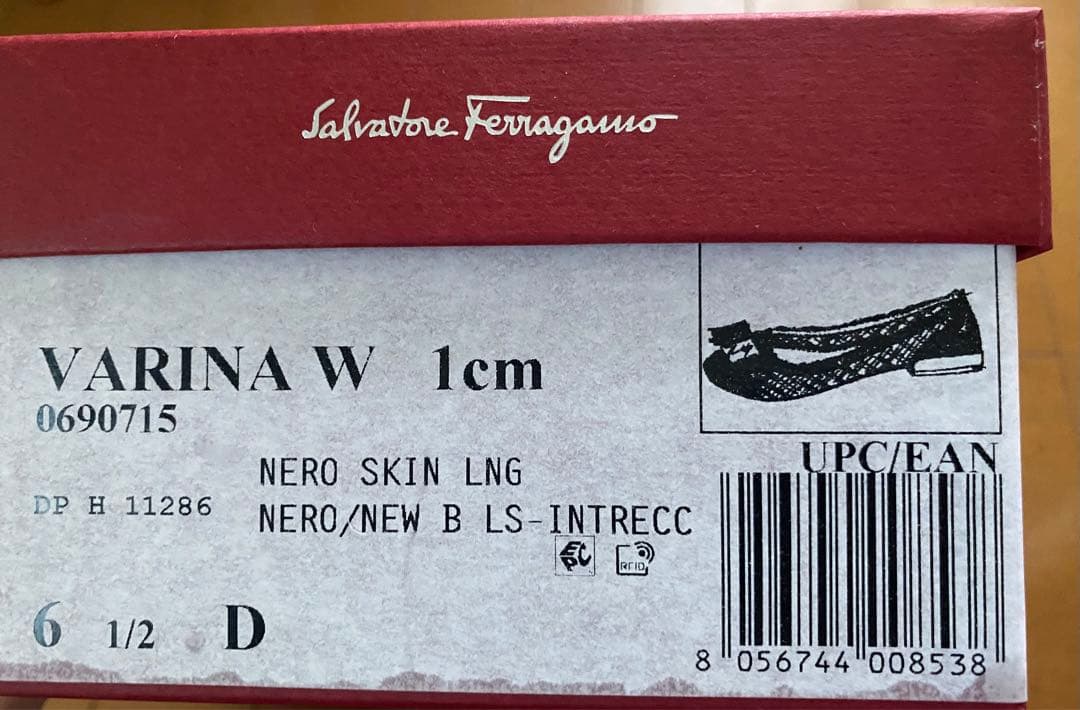 Salvatore Ferragamo
VARINA W 1cm
0690715
NERO SKIN LNG
DP H 11286
NERO/NEW B LS-INTRECC
EPC
RFID
6 1/2 D
UPC/EAN
8 056744 008538